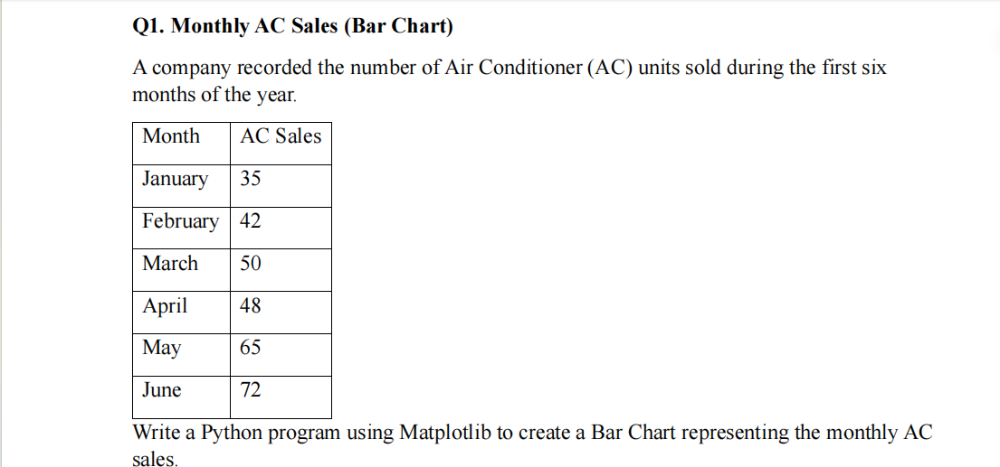 Q1. Monthly AC Sales (Bar Chart)
A company recorded the number of Air Conditioner (AC) units sold during the first six
months of the year.
Month AC Sales
January 35
February 42
March 50
April 48
May 65
June 72
Write a Python program using Matplotlib to create a Bar Chart representing the monthly AC
sales.